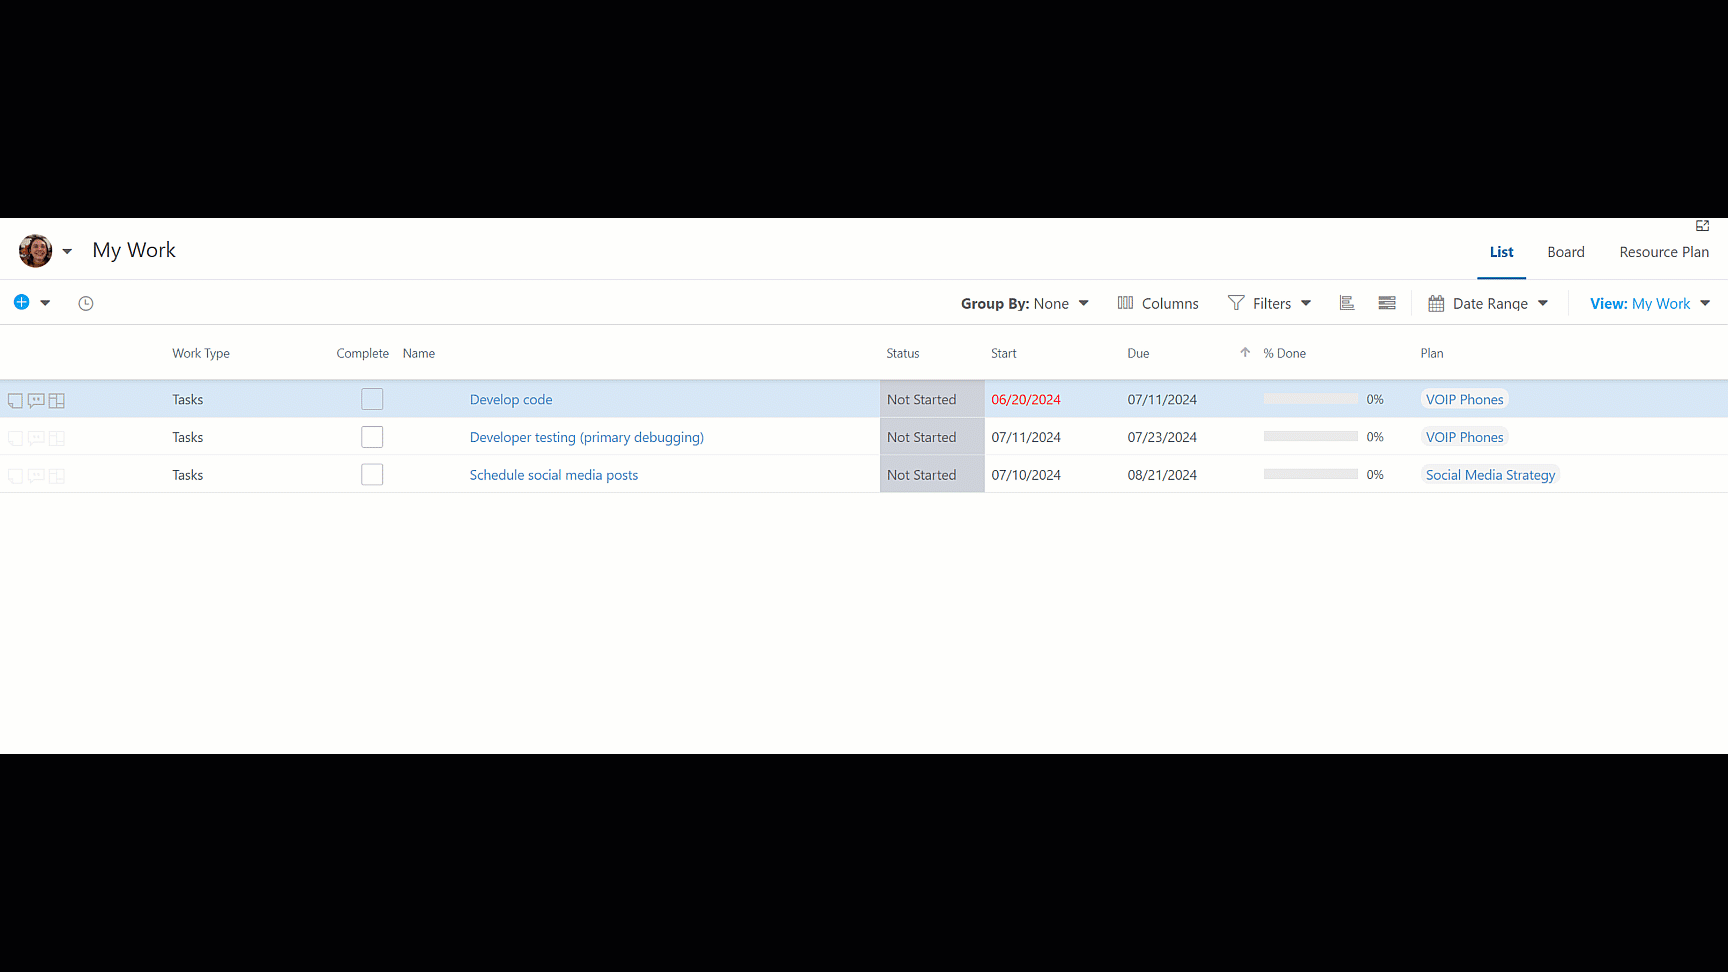 My Work
List Board Resource Plan
Group By: None Columns Filters Date Range View: My Work
Work Type Complete Name Status Start Due % Done Plan
Tasks Develop code Not Started 06/20/2024 07/11/2024 0% VOIP Phones
Tasks Developer testing (primary debugging) Not Started 07/11/2024 07/23/2024 0% VOIP Phones
Tasks Schedule social media posts Not Started 07/10/2024 08/21/2024 0% Social Media Strategy